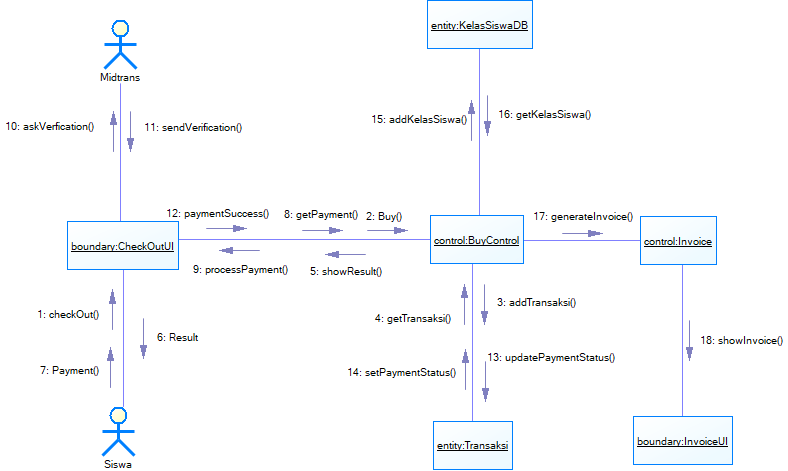 entity:KelasSiswaDB
Midtrans
10: askVerfication()
11: sendVerification()
15: addKelasSiswa()
16: getKelasSiswa()
12: paymentSuccess()
8: getPayment()
2: Buy()
17: generateInvoice()
boundary:CheckOutUI
control:BuyControl
control:Invoice
9: processPayment()
5: showResult()
1: checkOut()
6: Result
7: Payment()
4: getTransaksi()
3: addTransaksi()
14: setPaymentStatus()
13: updatePaymentStatus()
18: showInvoice()
entity:Transaksi
boundary:InvoiceUI
Siswa